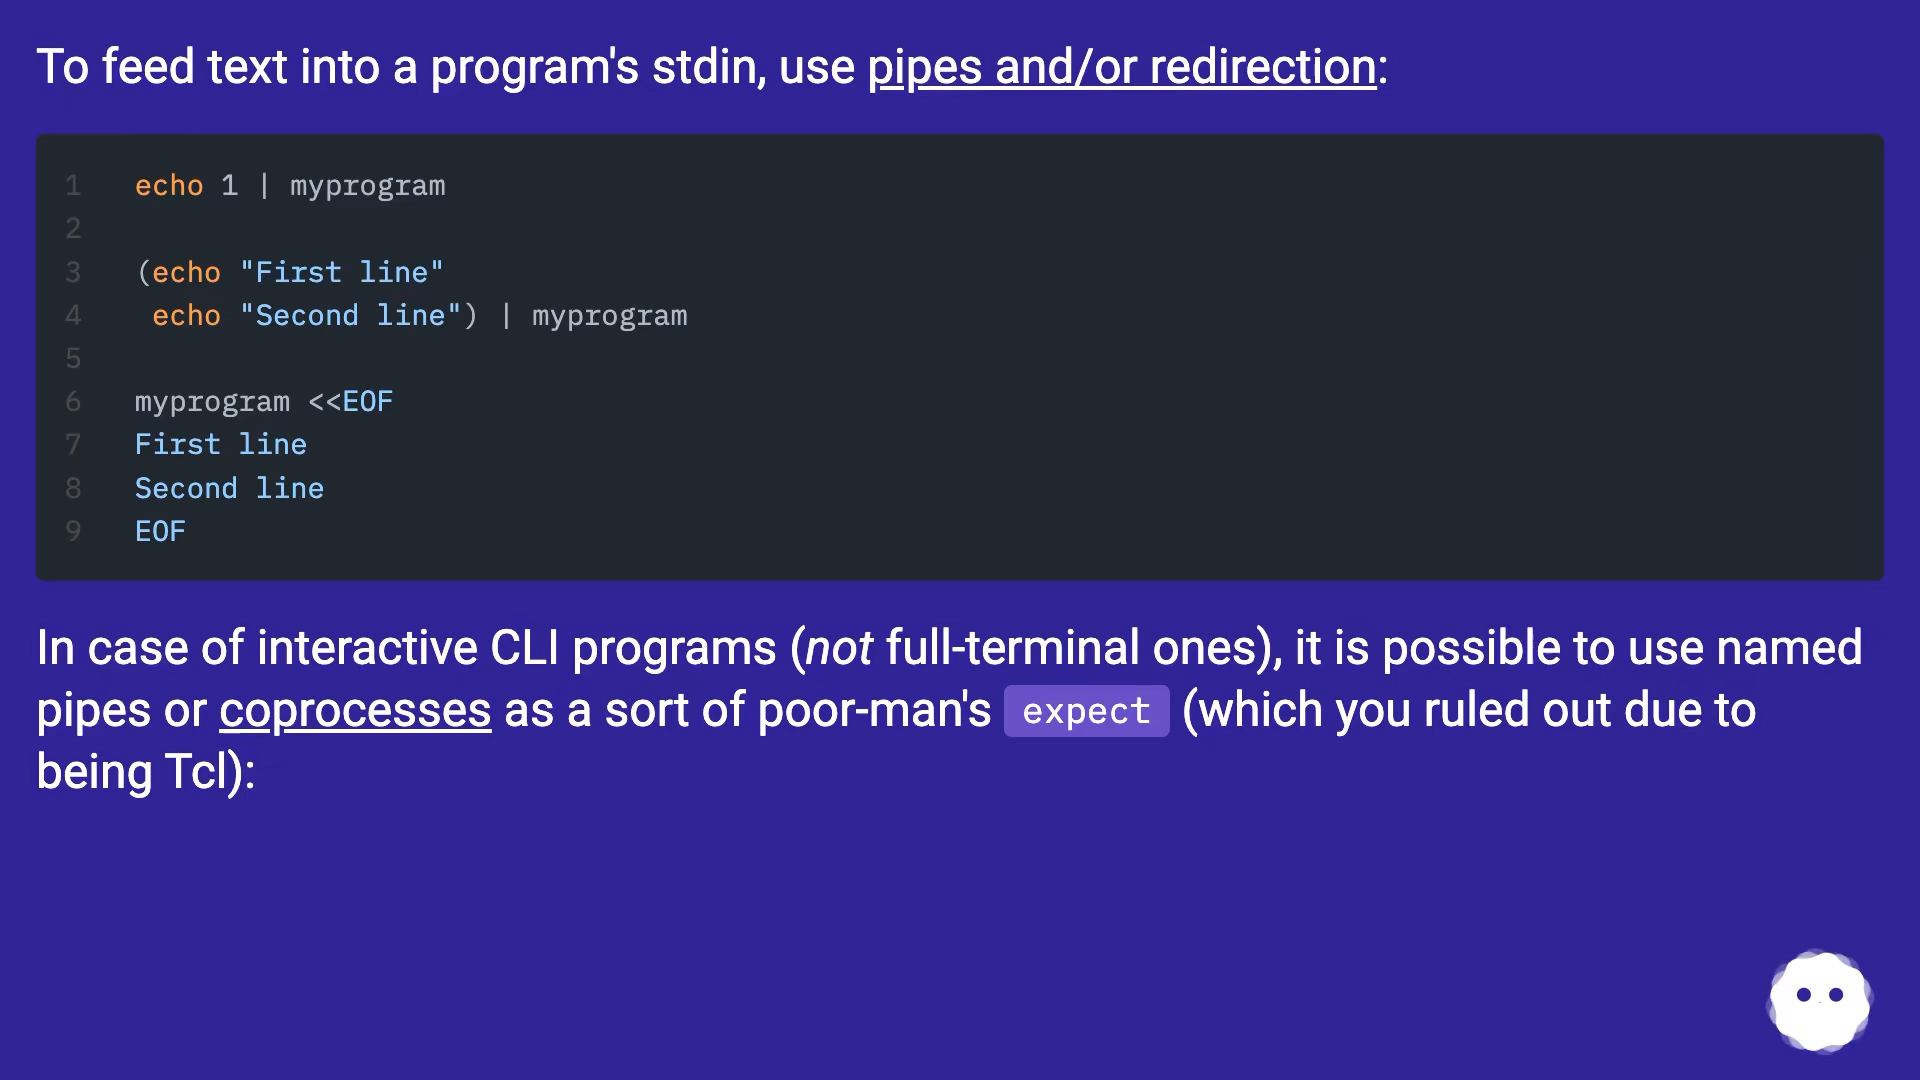 To feed text into a program's stdin, use pipes and/or redirection:
1 echo 1 | myprogram
2
3 (echo "First line"
4  echo "Second line") | myprogram
5
6 myprogram <<EOF
7 First line
8 Second line
9 EOF
In case of interactive CLI programs (not full-terminal ones), it is possible to use named
pipes or coprocesses as a sort of poor-man's expect (which you ruled out due to
being Tcl):